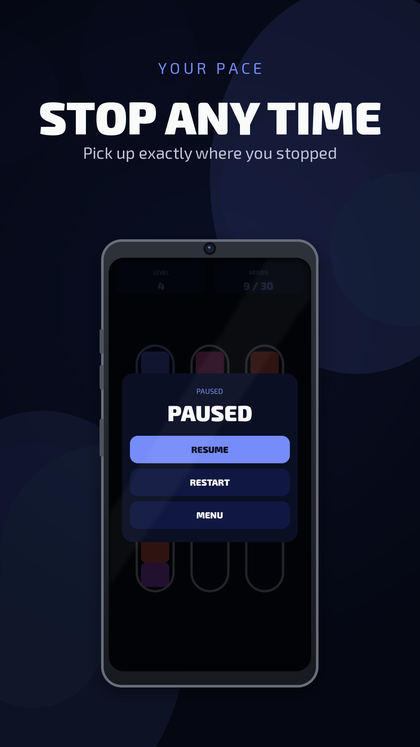 YOUR PACE
STOP ANY TIME
Pick up exactly where you stopped
LEVEL
4
9 / 30
PAUSED
PAUSED
RESUME
RESTART
MENU